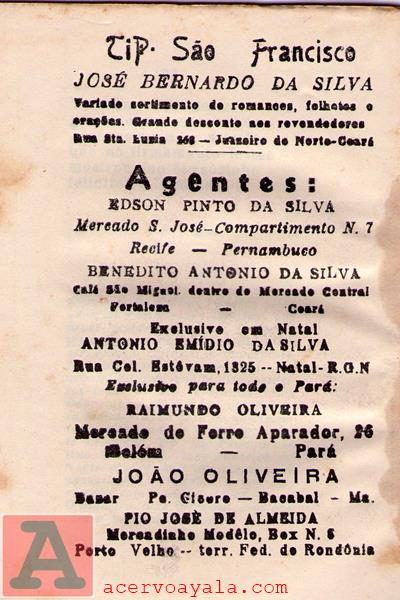 Tip. São Francisco
JOSÉ BERNARDO DA SILVA
Variado sortimento de romances, folhetos e
orações. Grande desconto aos revendedores
Rua Sta. Luzia 263 — Juazeiro do Norte-Ceará
Agentes:
EDSON PINTO DA SILVA
Mercado S. José-Compartimento N. 7
Recife — Pernambuco
BENEDITO ANTONIO DA SILVA
Café São Miguel. dentro do Mercado Central
Fortaleza — Ceará
Exclusivo em Natal
ANTONIO EMÍDIO DA SILVA
Rua Cel. Estêvam, 1325 -- Natal- R.G.N
Exclusivo para todo o Pará:
RAIMUNDO OLIVEIRA
Mercado de Ferro Aparador, 26
Belém — Pará
JOÃO OLIVEIRA
Bazar Pe. Cicero — Bacabal - Ma.
PIO JOSÉ DE ALMEIDA
Mercadinho Modêlo, Box N. 6
Porto Velho -- terr. Fed. de Rondônia
A
acervoayala.com